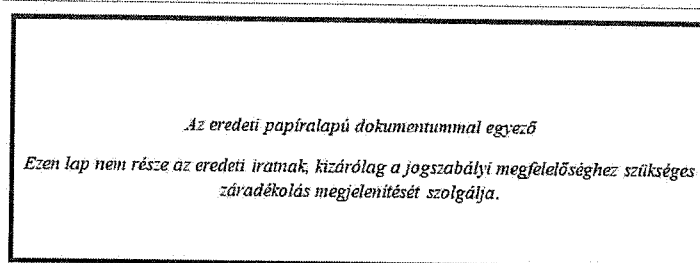 Az eredeti papíralapú dokumentummal egyező
Ezen lap nem része az eredeti iratnak, kizárólag a jogszabályi megfelelőséghez szükséges
záradékolás megjelenítését szolgálja.